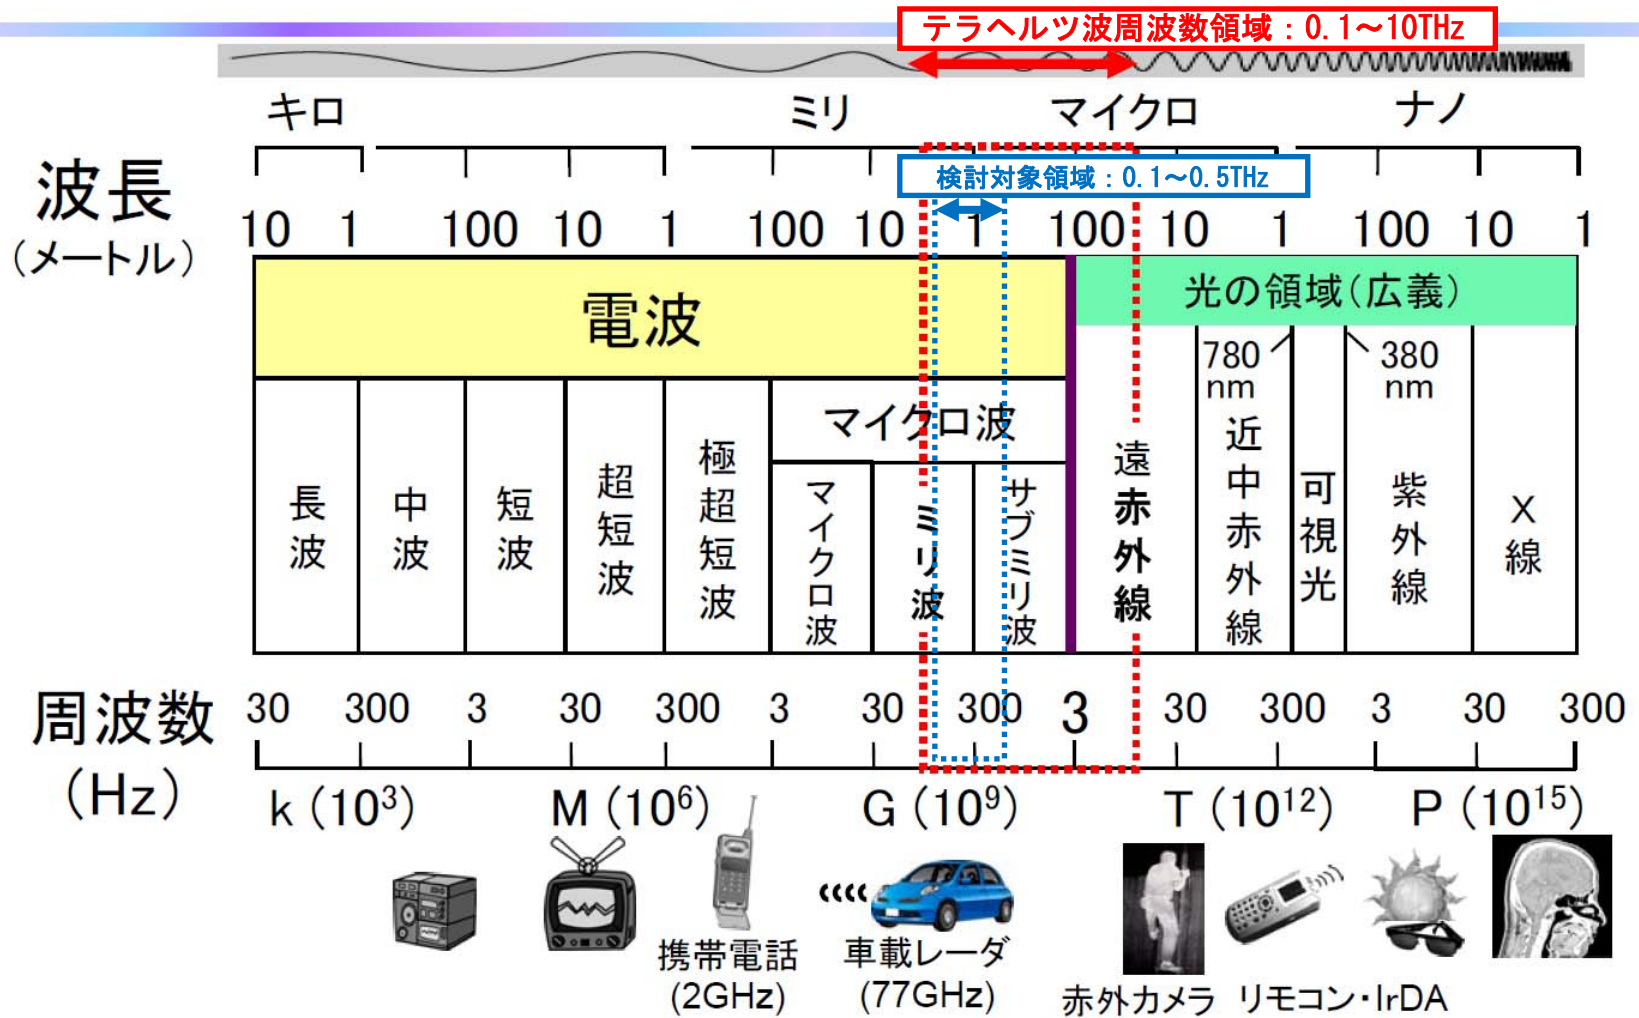 テラヘルツ波周波数領域：0.1～10THz
キロ ミリ マイクロ ナノ
波長
(メートル)
検討対象領域：0.1～0.5THz
10 1 100 10 1 100 10 1 100 10 1 100 10 1
電波
光の領域(広義)
780
nm
380
nm
マイクロ波
長波
中波
短波
超短波
極超短波
マイクロ波
ミリ波
サブミリ波
遠赤外線
近中赤外線
可視光
紫外線
X線
周波数
(Hz)
30 300 3 30 300 3 30 300 3 30 300 3 30 300
k (10³) M (10⁶) G (10⁹) T (10¹²) P (10¹⁵)
携帯電話
(2GHz)
車載レーダ
(77GHz)
赤外カメラ
リモコン・IrDA